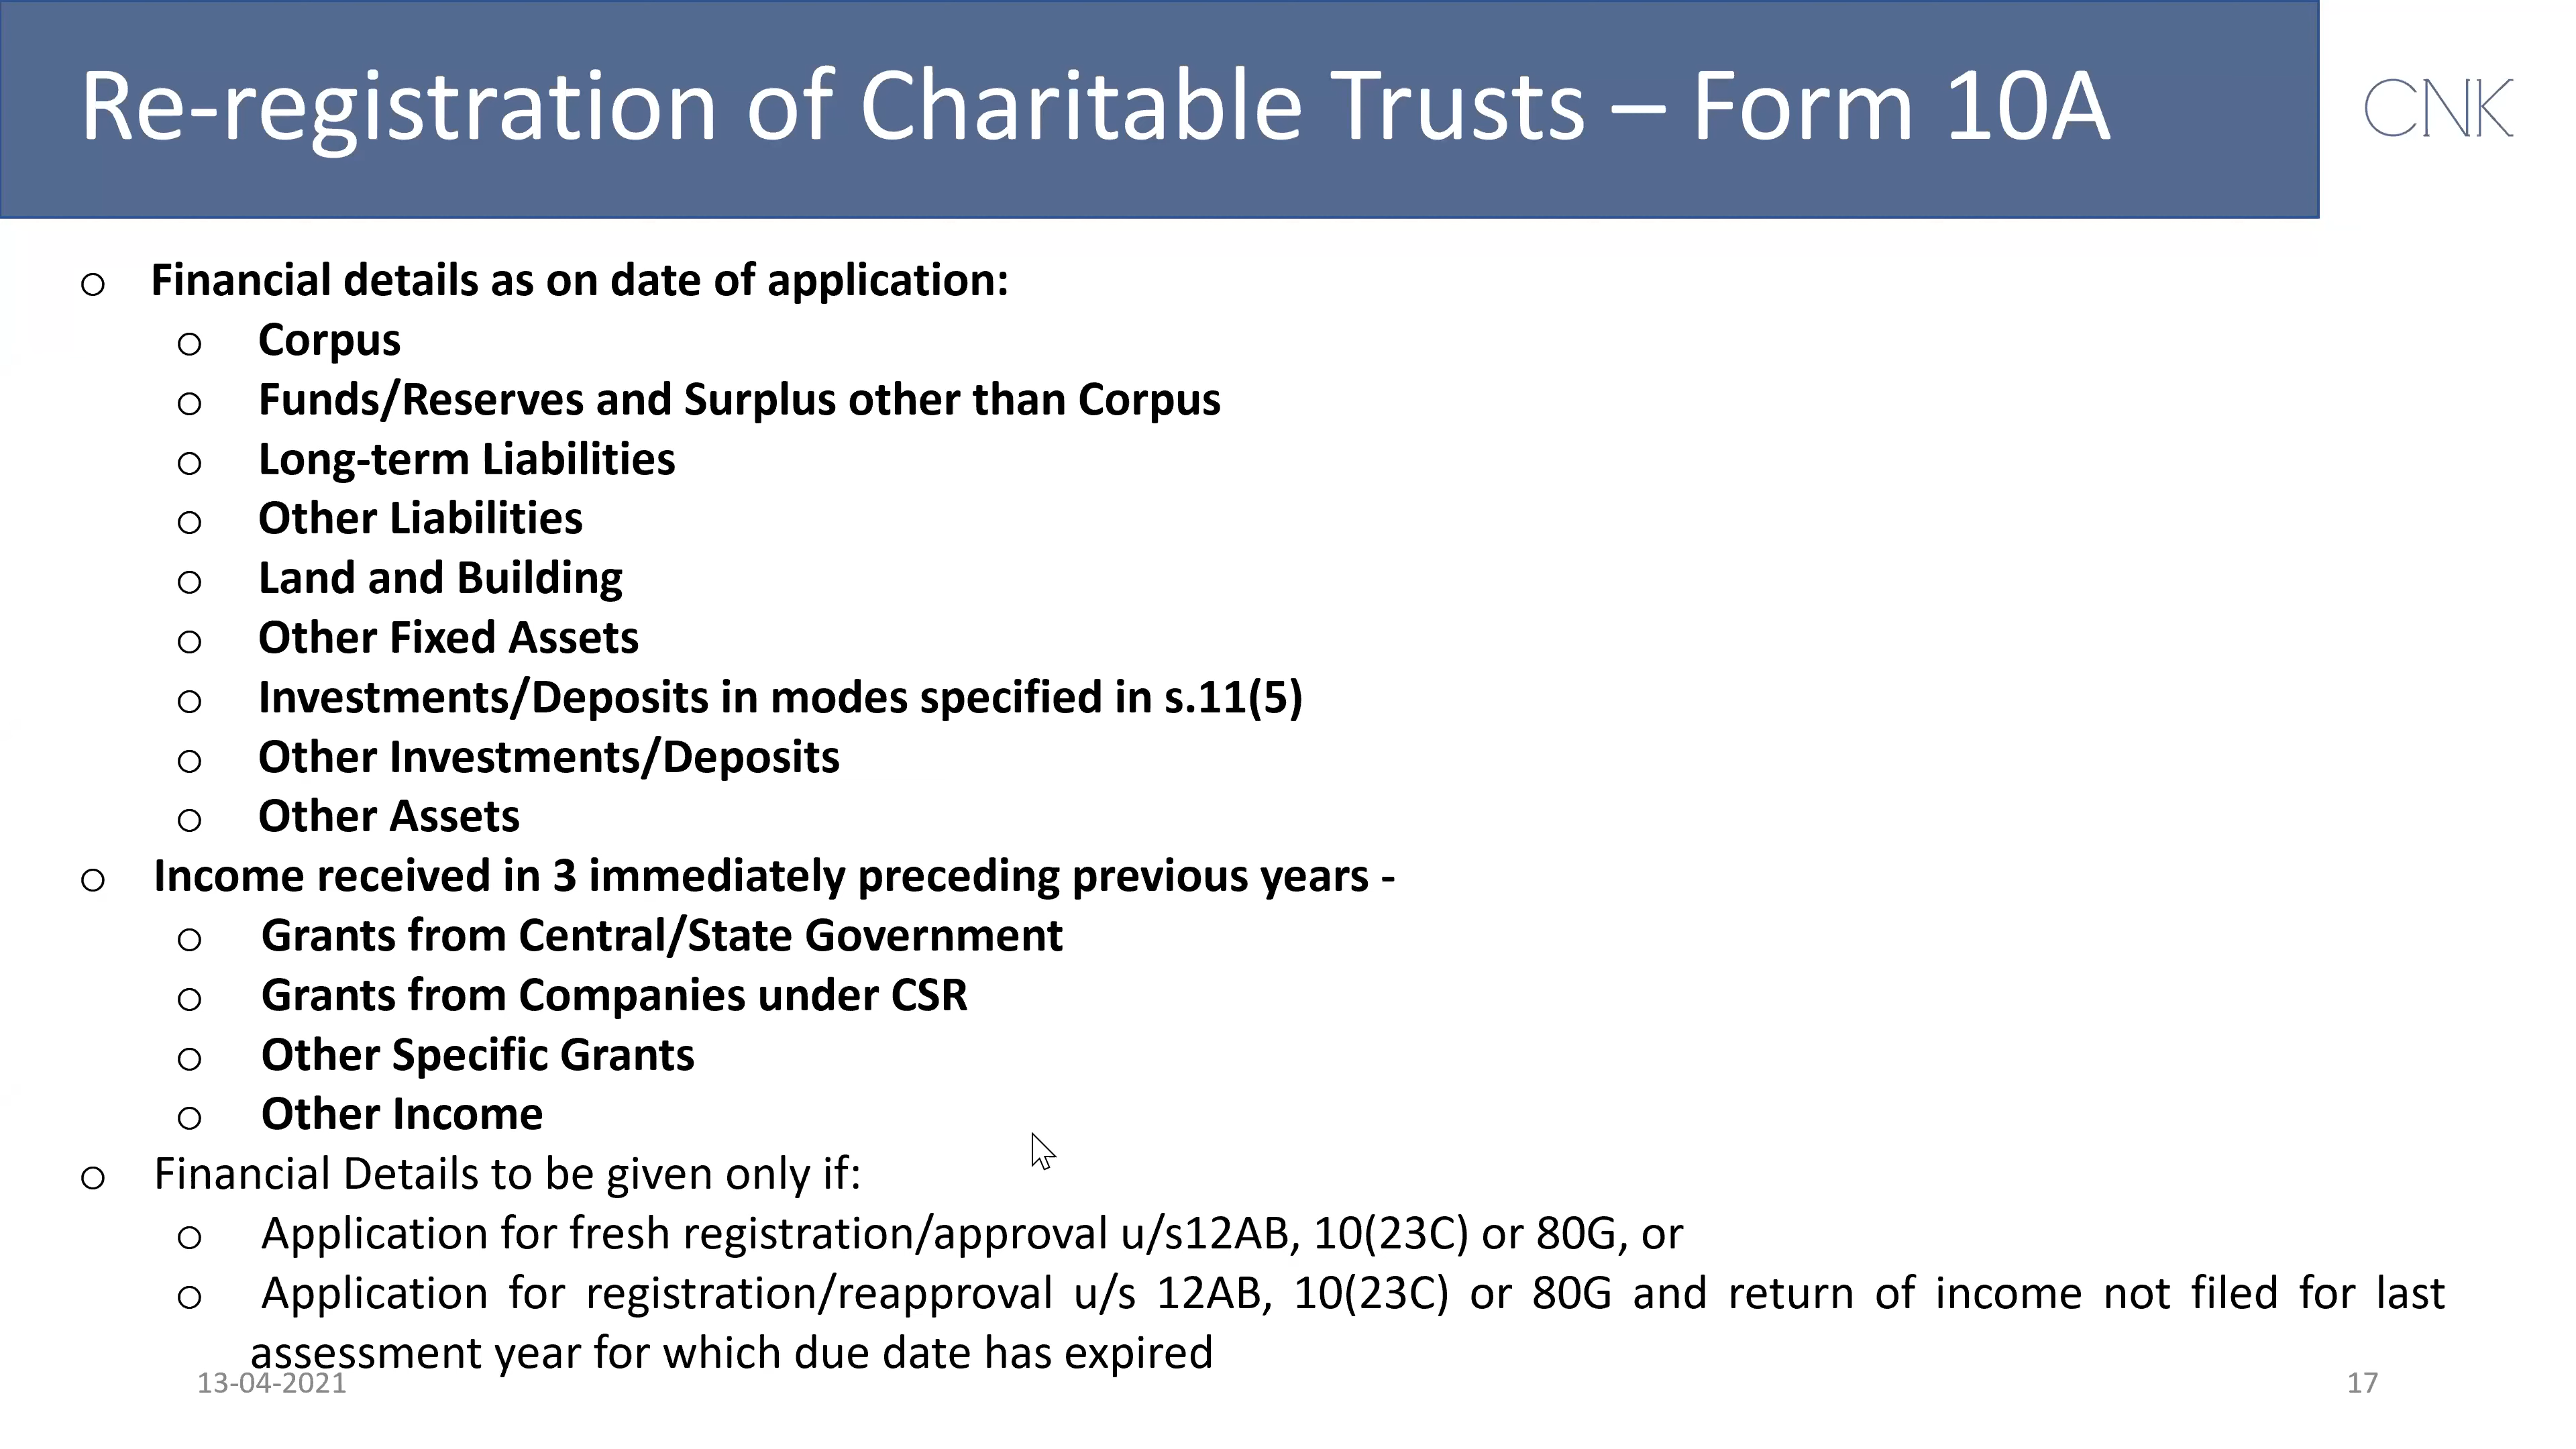 Re-registration of Charitable Trusts – Form 10A
CNK
o Financial details as on date of application:
o Corpus
o Funds/Reserves and Surplus other than Corpus
o Long-term Liabilities
o Other Liabilities
o Land and Building
o Other Fixed Assets
o Investments/Deposits in modes specified in s.11(5)
o Other Investments/Deposits
o Other Assets
o Income received in 3 immediately preceding previous years -
o Grants from Central/State Government
o Grants from Companies under CSR
o Other Specific Grants
o Other Income
o Financial Details to be given only if:
o Application for fresh registration/approval u/s12AB, 10(23C) or 80G, or
o Application for registration/reapproval u/s 12AB, 10(23C) or 80G and return of income not filed for last
assessment year for which due date has expired
13-04-2021
17